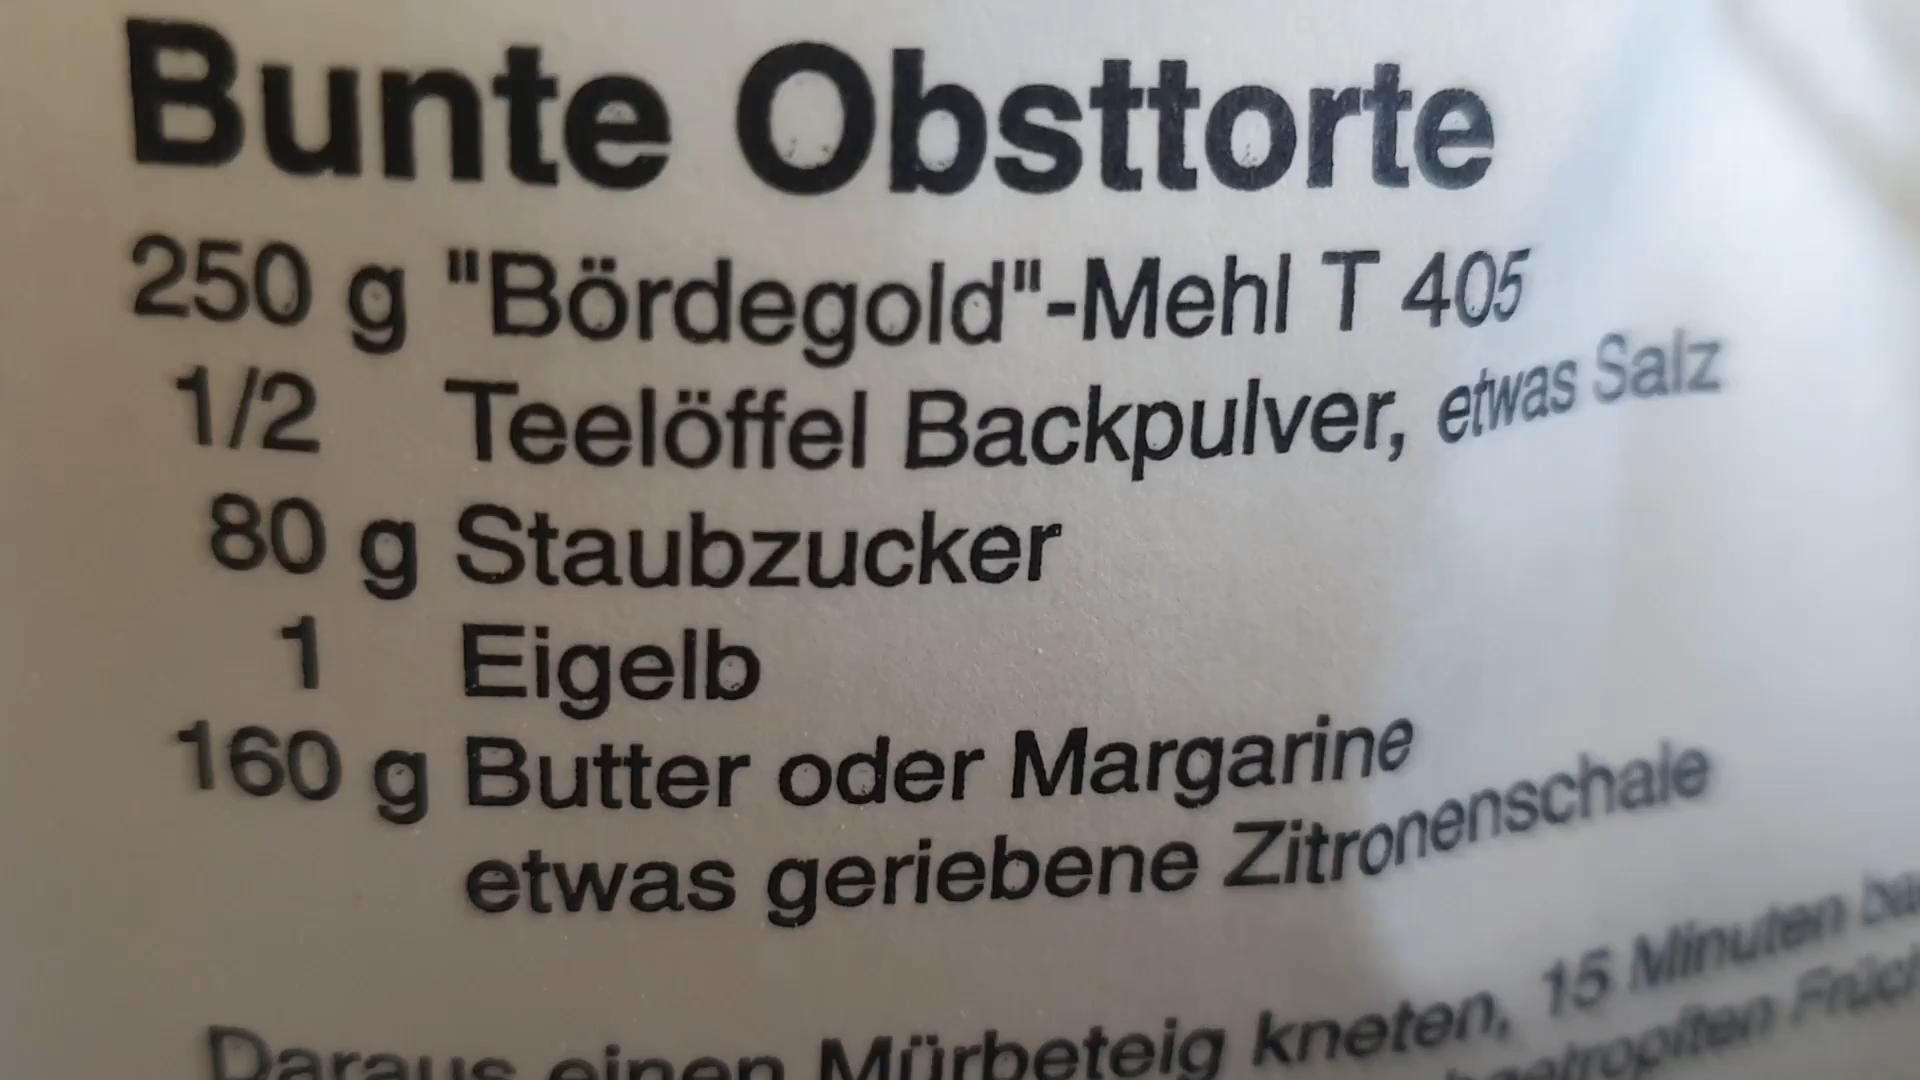 Bunte Obsttorte
250 g "Bördegold"-Mehl T 405
1/2 Teelöffel Backpulver, etwas Salz
80 g Staubzucker
1 Eigelb
160 g Butter oder Margarine
etwas geriebene Zitronenschale
Daraus einen Mürbeteig kneten, 15 Minuten